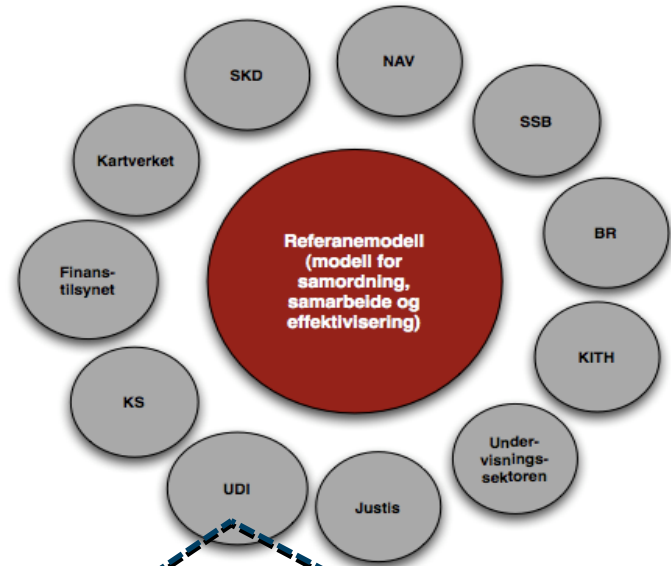 NAV
SKD
SSB
Kartverket
BR
Referanemodell
(modell for
samordning,
samarbeide og
effektivisering)
Finans-
tilsynet
KITH
KS
Under-
visnings-
sektoren
UDI
Justis